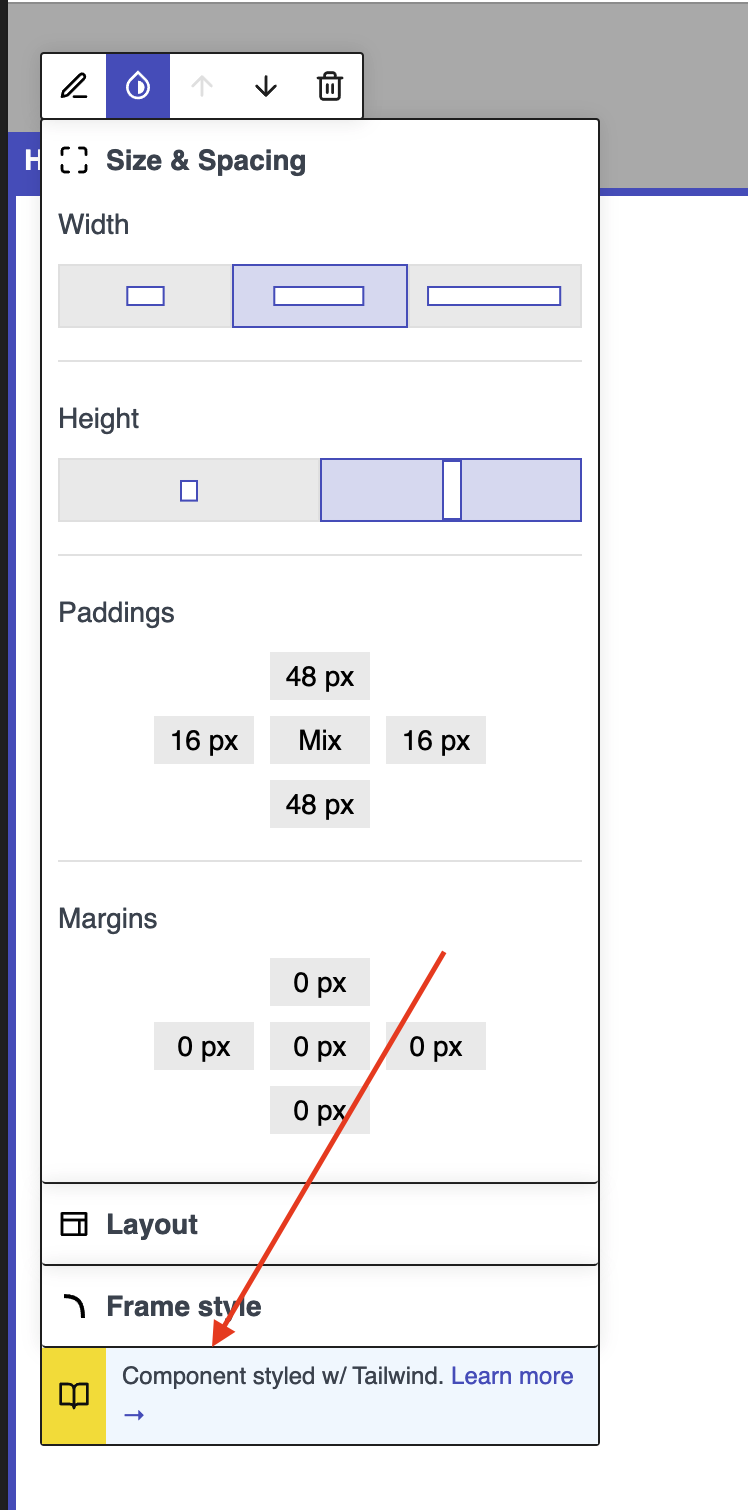 H
Size & Spacing
Width
Height
Paddings
48 px
16 px Mix 16 px
48 px
Margins
0 px
0 px 0 px 0 px
0 px
Layout
Frame style
Component styled w/ Tailwind. Learn more
→